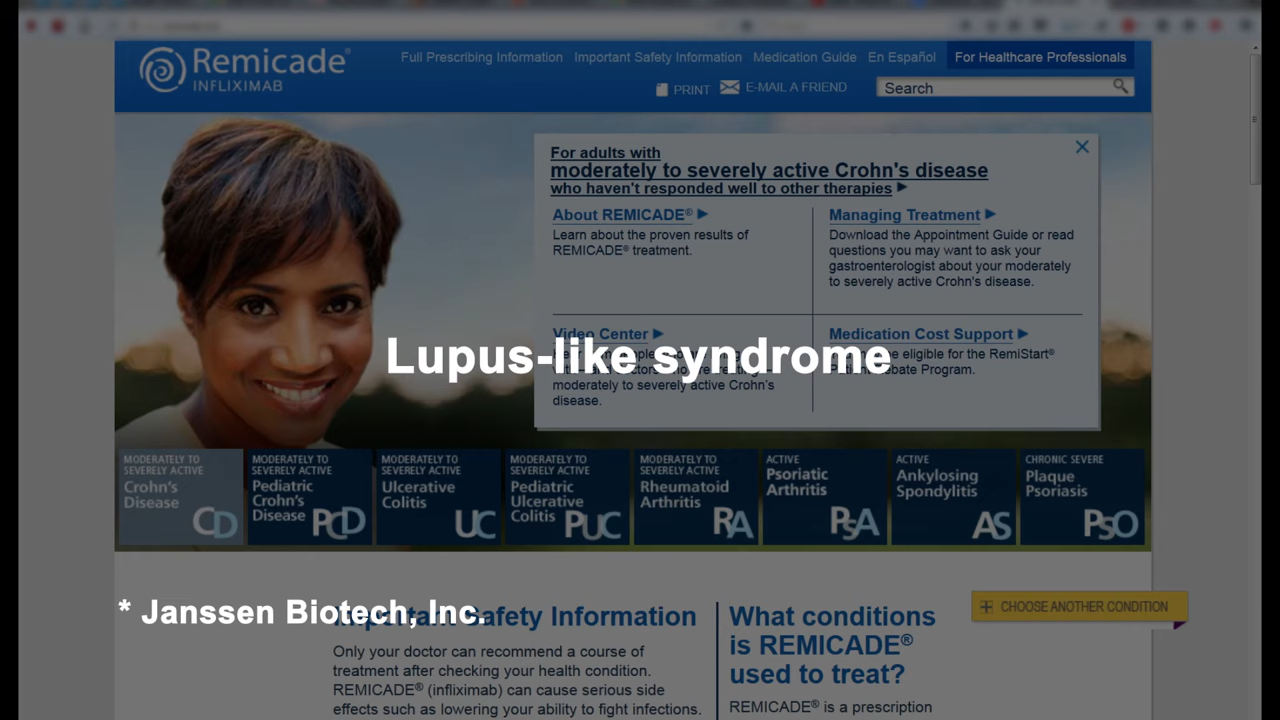 Remicade®
INFLIXIMAB
Full Prescribing Information Important Safety Information Medication Guide En Español For Healthcare Professionals
PRINT E-MAIL A FRIEND Search
For adults with
moderately to severely active Crohn's disease
who haven't responded well to other therapies
About REMICADE®
Learn about the proven results of
REMICADE® treatment.
Managing Treatment
Download the Appointment Guide or read
questions you may want to ask your
gastroenterologist about your moderately
to severely active Crohn's disease.
Video Center
moderately to severely active Crohn's
disease.
Medication Cost Support
eligible for the RemiStart®
Rebate Program.
Lupus-like syndrome
MODERATELY TO
SEVERELY ACTIVE
Crohn's
Disease
CD
MODERATELY TO
SEVERELY ACTIVE
Pediatric
Crohn's
Disease
PCD
MODERATELY TO
SEVERELY ACTIVE
Ulcerative
Colitis
UC
MODERATELY TO
SEVERELY ACTIVE
Pediatric
Ulcerative
Colitis
PUC
MODERATELY TO
SEVERELY ACTIVE
Rheumatoid
Arthritis
RA
ACTIVE
Psoriatic
Arthritis
PSA
ACTIVE
Ankylosing
Spondylitis
AS
CHRONIC SEVERE
Plaque
Psoriasis
PSO
* Janssen Biotech, Inc.
Important Safety Information
Only your doctor can recommend a course of
treatment after checking your health condition.
REMICADE® (infliximab) can cause serious side
effects such as lowering your ability to fight infections.
What conditions
is REMICADE®
used to treat?
REMICADE® is a prescription
CHOOSE ANOTHER CONDITION